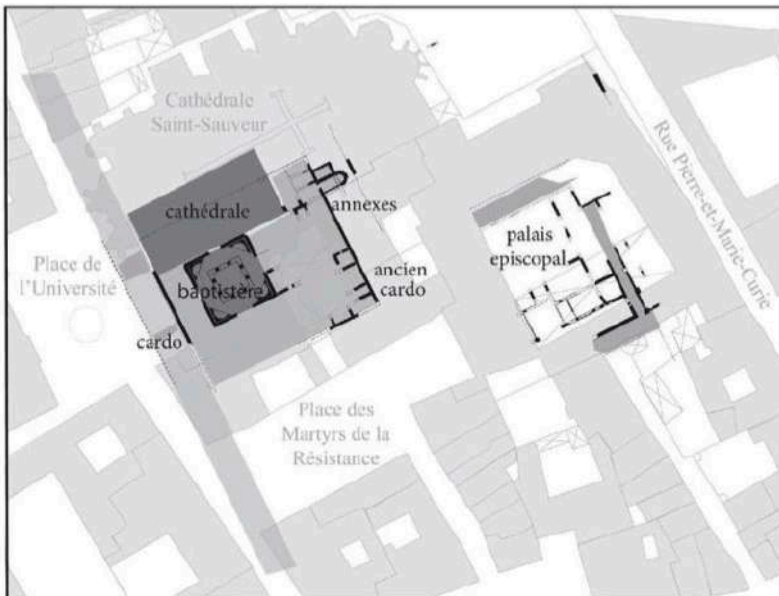 Cathédrale
Saint-Sauveur
Rue Pierre-et-Marie-Curie
cathédrale
annexes
palais
episcopal
Place de
l'Université
baptistère
ancien
cardo
cardo
Place des
Martyrs de la
Résistance